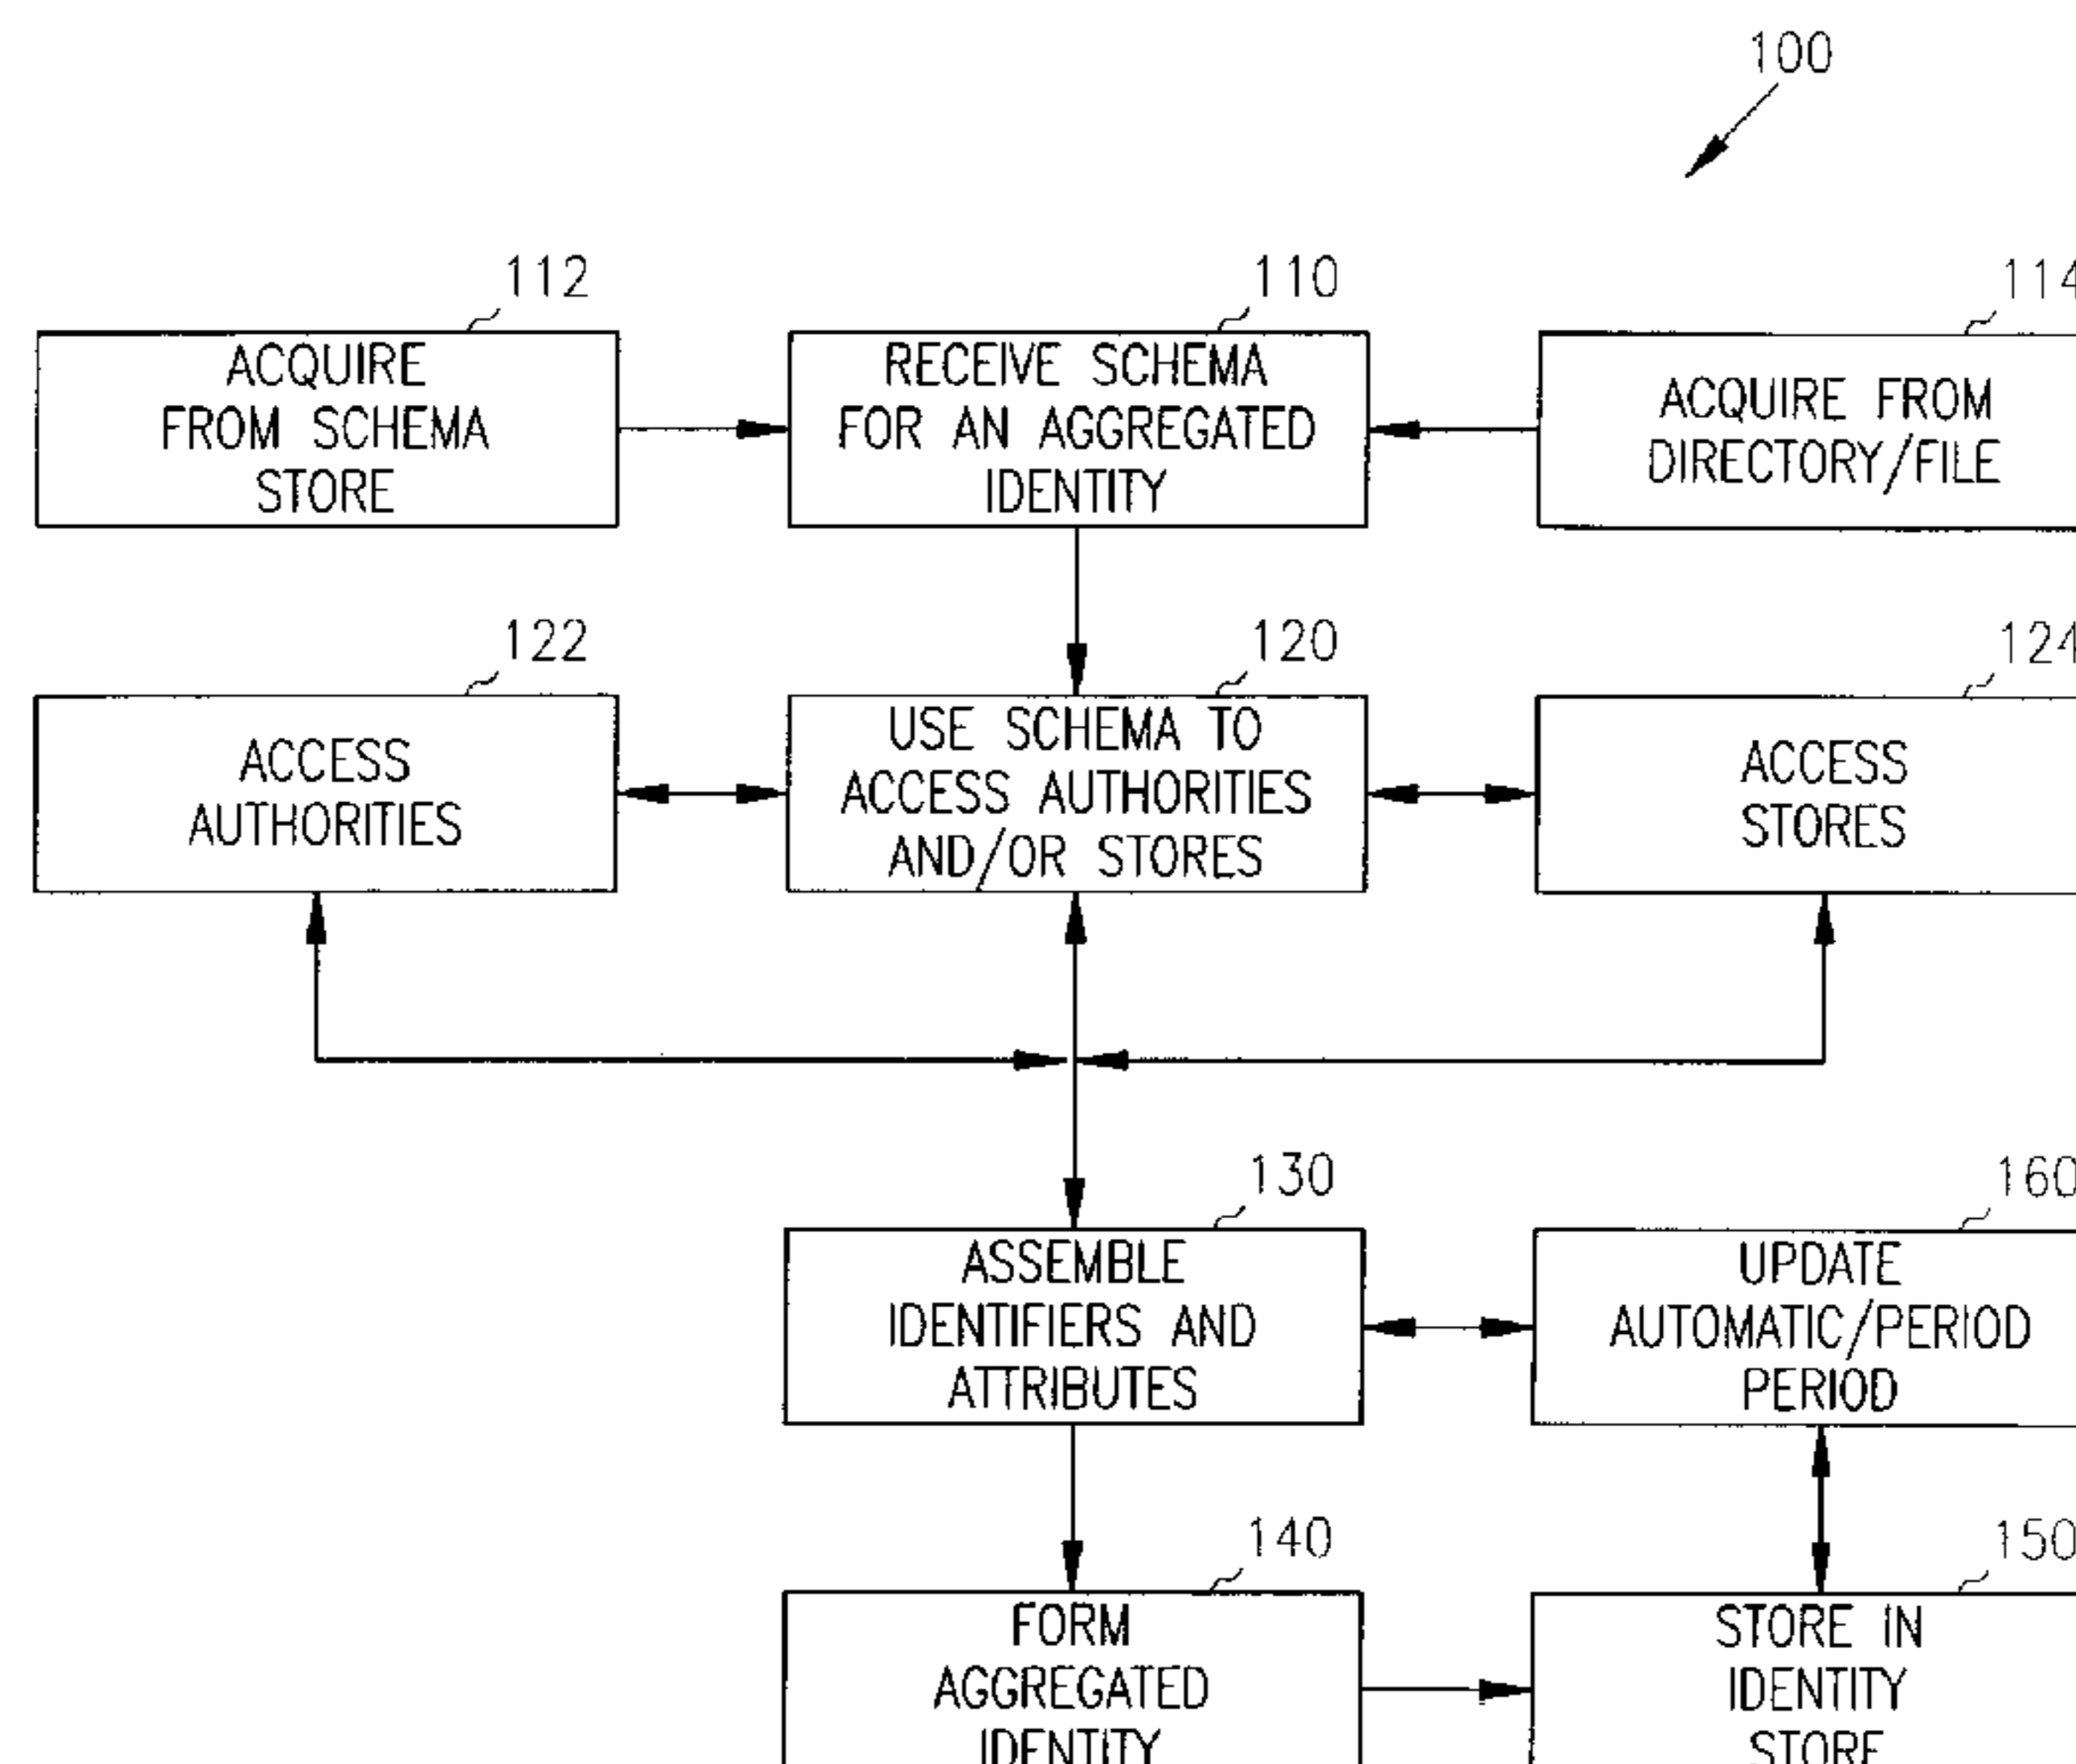 100
112
ACQUIRE
FROM SCHEMA
STORE
110
RECEIVE SCHEMA
FOR AN AGGREGATED
IDENTITY
114
ACQUIRE FROM
DIRECTORY/FILE
122
ACCESS
AUTHORITIES
120
USE SCHEMA TO
ACCESS AUTHORITIES
AND/OR STORES
124
ACCESS
STORES
130
ASSEMBLE
IDENTIFIERS AND
ATTRIBUTES
160
UPDATE
AUTOMATIC/PERIOD
PERIOD
140
FORM
AGGREGATED
IDENTITY
150
STORE IN
IDENTITY
STORE